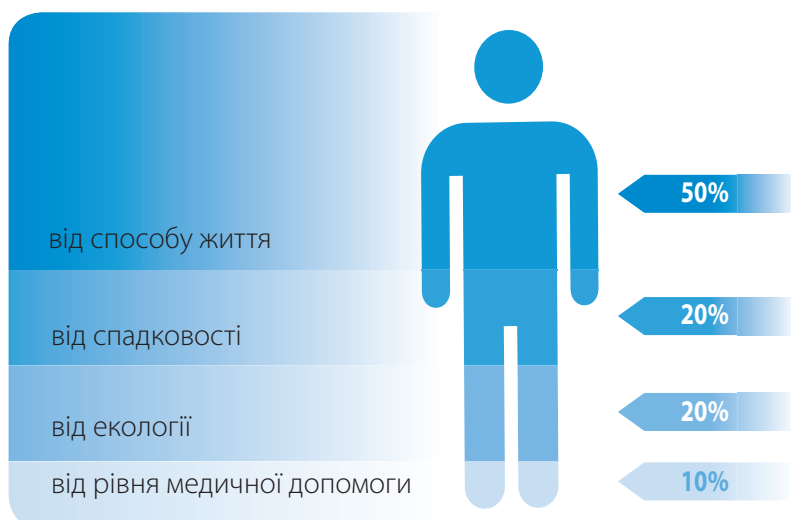 50%
від способу життя
20%
від спадковості
20%
від екології
10%
від рівня медичної допомоги